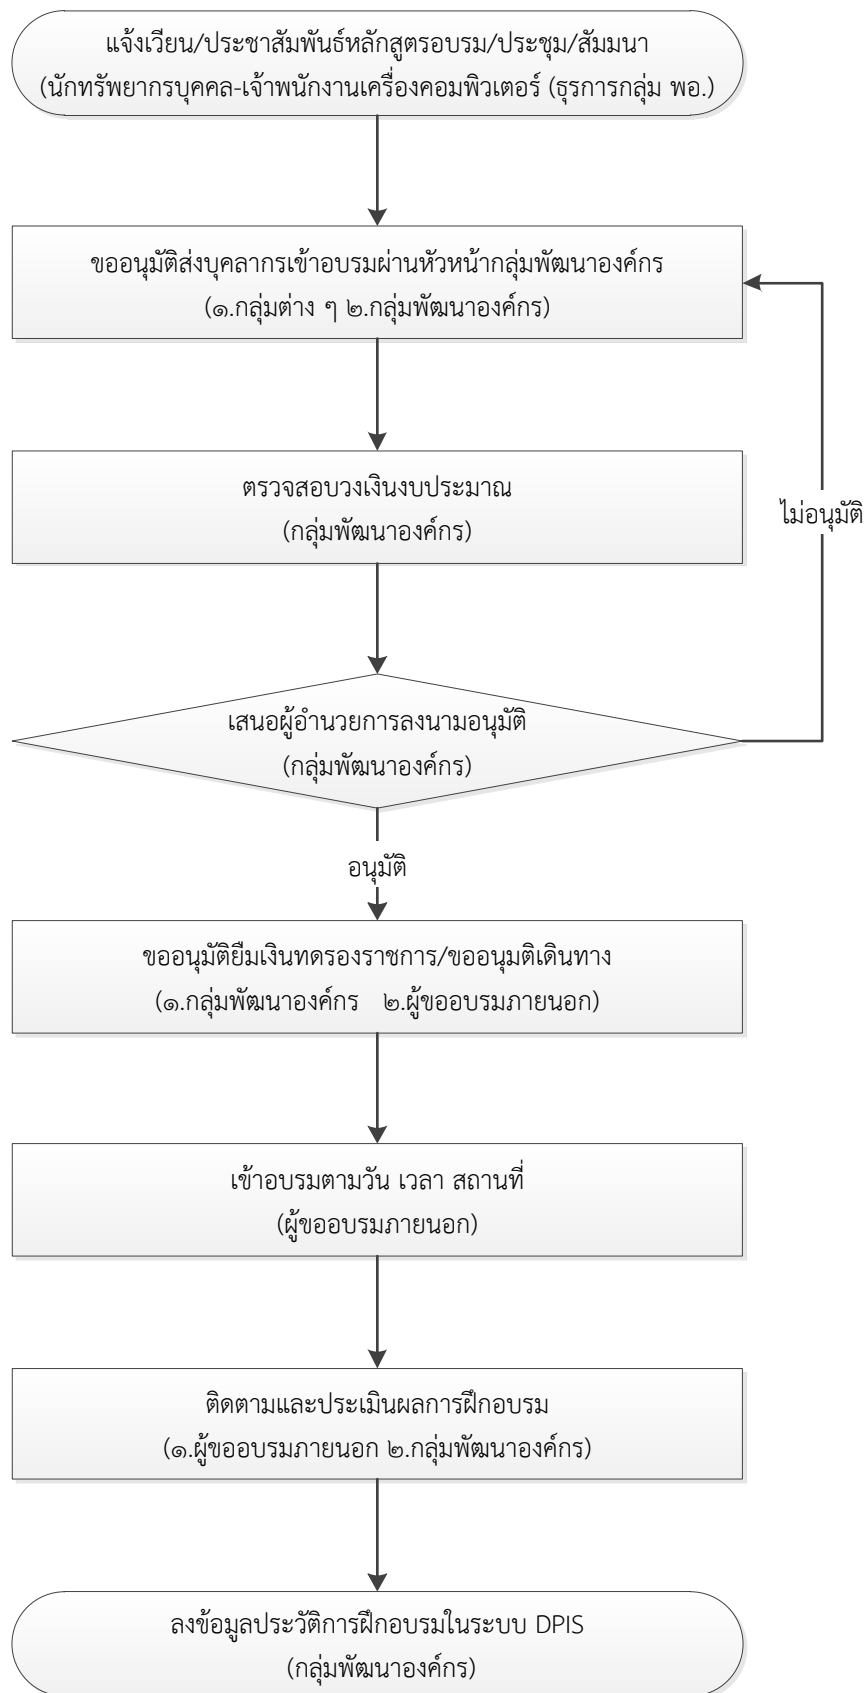 แจ้งเวียน/ประชาสัมพันธ์หลักสูตรอบรม/ประชุม/สัมมนา
(นักทรัพยากรบุคคล-เจ้าพนักงานเครื่องคอมพิวเตอร์ (ธุรการกลุ่ม พอ.)
ขออนุมัติส่งบุคลากรเข้าอบรมผ่านหัวหน้ากลุ่มพัฒนาองค์กร
(๑.กลุ่มต่าง ๆ ๒.กลุ่มพัฒนาองค์กร)
ตรวจสอบวงเงินงบประมาณ
(กลุ่มพัฒนาองค์กร)
ไม่อนุมัติ
เสนอผู้อำนวยการลงนามอนุมัติ
(กลุ่มพัฒนาองค์กร)
อนุมัติ
ขออนุมัติยืมเงินทดรองราชการ/ขออนุมติเดินทาง
(๑.กลุ่มพัฒนาองค์กร ๒.ผู้ขออบรมภายนอก)
เข้าอบรมตามวัน เวลา สถานที่
(ผู้ขออบรมภายนอก)
ติดตามและประเมินผลการฝึกอบรม
(๑.ผู้ขออบรมภายนอก ๒.กลุ่มพัฒนาองค์กร)
ลงข้อมูลประวัติการฝึกอบรมในระบบ DPIS
(กลุ่มพัฒนาองค์กร)